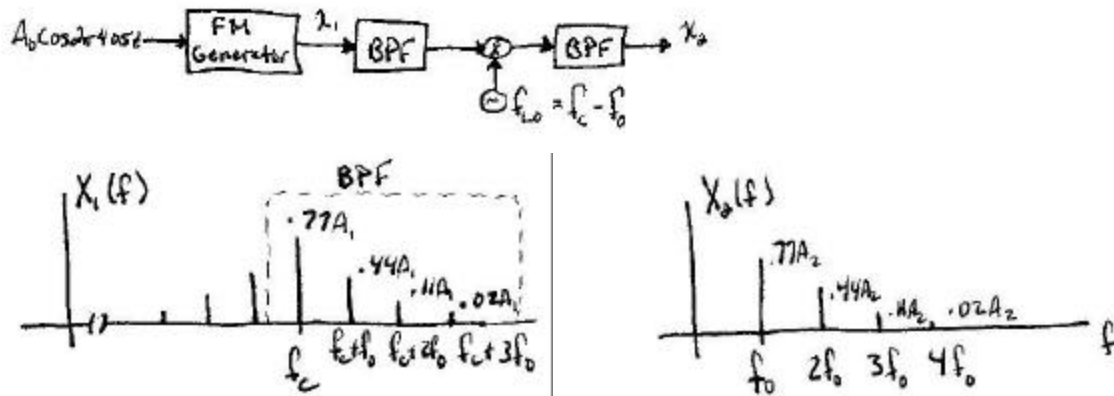 A₀cos2π405t
FM
Generator
x₁
BPF
x
BPF
x₂
~
f_LO = f_c - f₀
X₁(f)
BPF
.77A₁
.44A₁
.11A₁
.02A₁
f_c
f_c+f₀
f_c+2f₀
f_c+3f₀
X₂(f)
.77A₂
.44A₂
.11A₂
.02A₂
f₀
2f₀
3f₀
4f₀
f